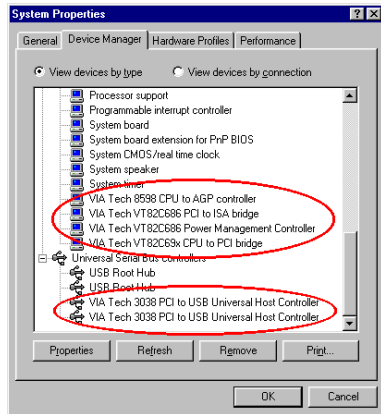 System Properties
General Device Manager Hardware Profiles Performance
View devices by type View devices by connection
Processor support
Programmable interrupt controller
System board
System board extension for PnP BIOS
System CMOS/real time clock
System speaker
System timer
VIA Tech 8598 CPU to AGP controller
VIA Tech VT82C686 PCI to ISA bridge
VIA Tech VT82C686 Power Management Controller
VIA Tech VT82C69x CPU to PCI bridge
Universal Serial Bus controllers
USB Root Hub
USB Root Hub
VIA Tech 3038 PCI to USB Universal Host Controller
VIA Tech 3038 PCI to USB Universal Host Controller
Properties Refresh Remove Print...
OK Cancel